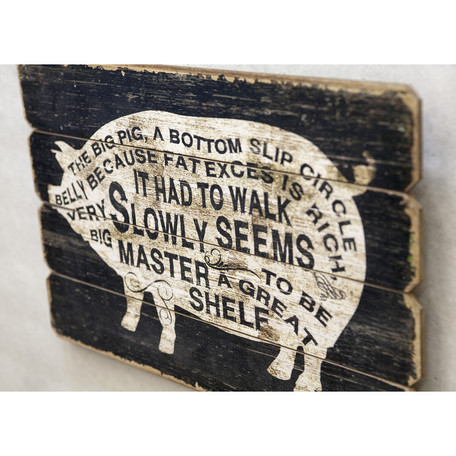 THE BIG PIG, A BOTTOM SLIP CIRCLE
BELLY BECAUSE FAT EXCES IS RICH
VERY
IT HAD TO WALK
SLOWLY SEEMS
BIG MASTER A GREAT
TO BE
SHELF